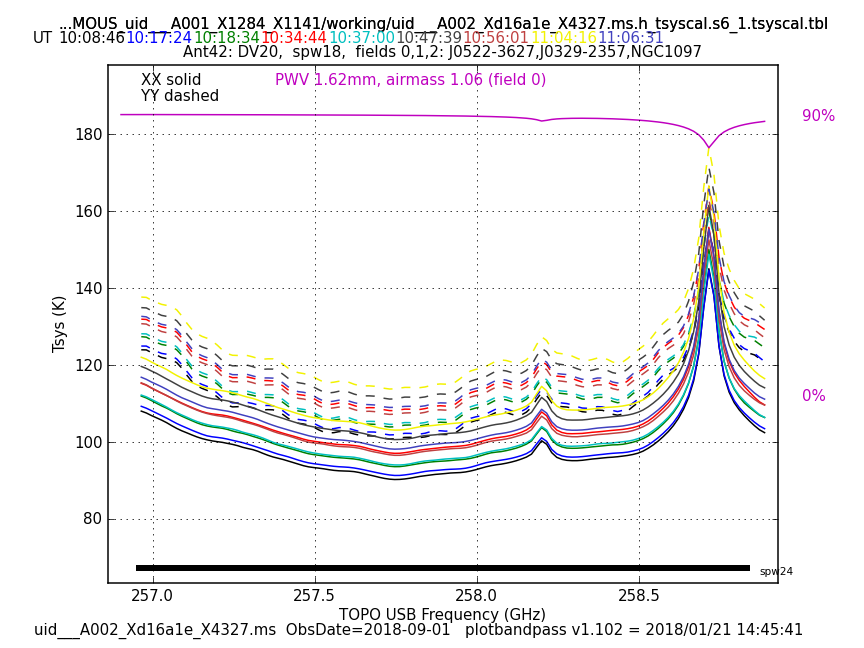 ...MOUS_uid___A001_X1284_X1141/working/uid___A002_Xd16a1e_X4327.ms.h_tsyscal.s6_1.tsyscal.tbl
UT 10:08:46 10:17:24 10:18:34 10:34:44 10:37:00 10:47:39 10:56:01 11:04:16 11:06:31
Ant42: DV20,  spw18,  fields 0,1,2: J0522-3627,J0329-2357,NGC1097
XX solid
PWV 1.62mm, airmass 1.06 (field 0)
YY dashed
90%
180
160
140
120
100
80
Tsys (K)
0%
spw24
257.0
257.5
258.0
258.5
TOPO USB Frequency (GHz)
uid___A002_Xd16a1e_X4327.ms  ObsDate=2018-09-01   plotbandpass v1.102 = 2018/01/21 14:45:41